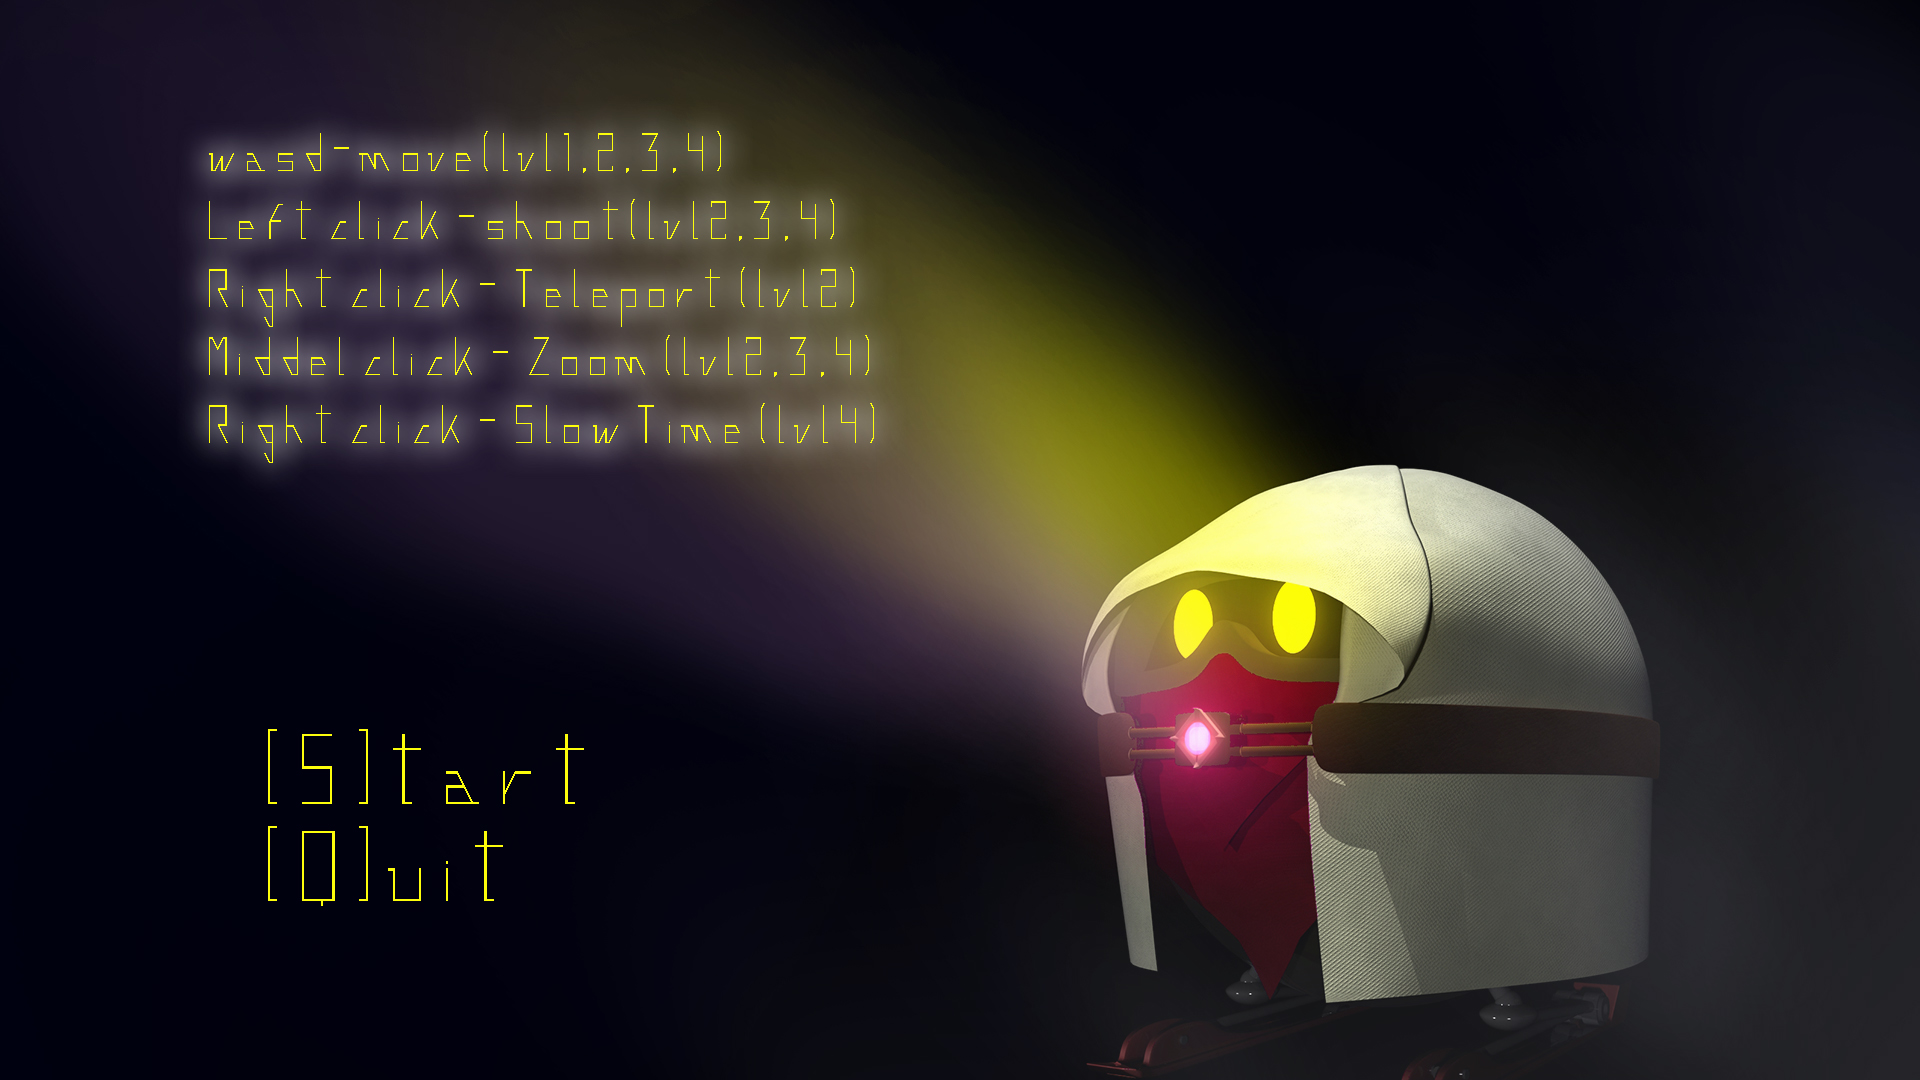 wasd-move(lvl1,2,3,4)
Left click - shoot(lvl2,3,4)
Right click - Teleport (lvl2)
Middel click - Zoom (lvl2,3,4)
Right click - Slow Time (lvl4)
[S]tart
[Q]uit